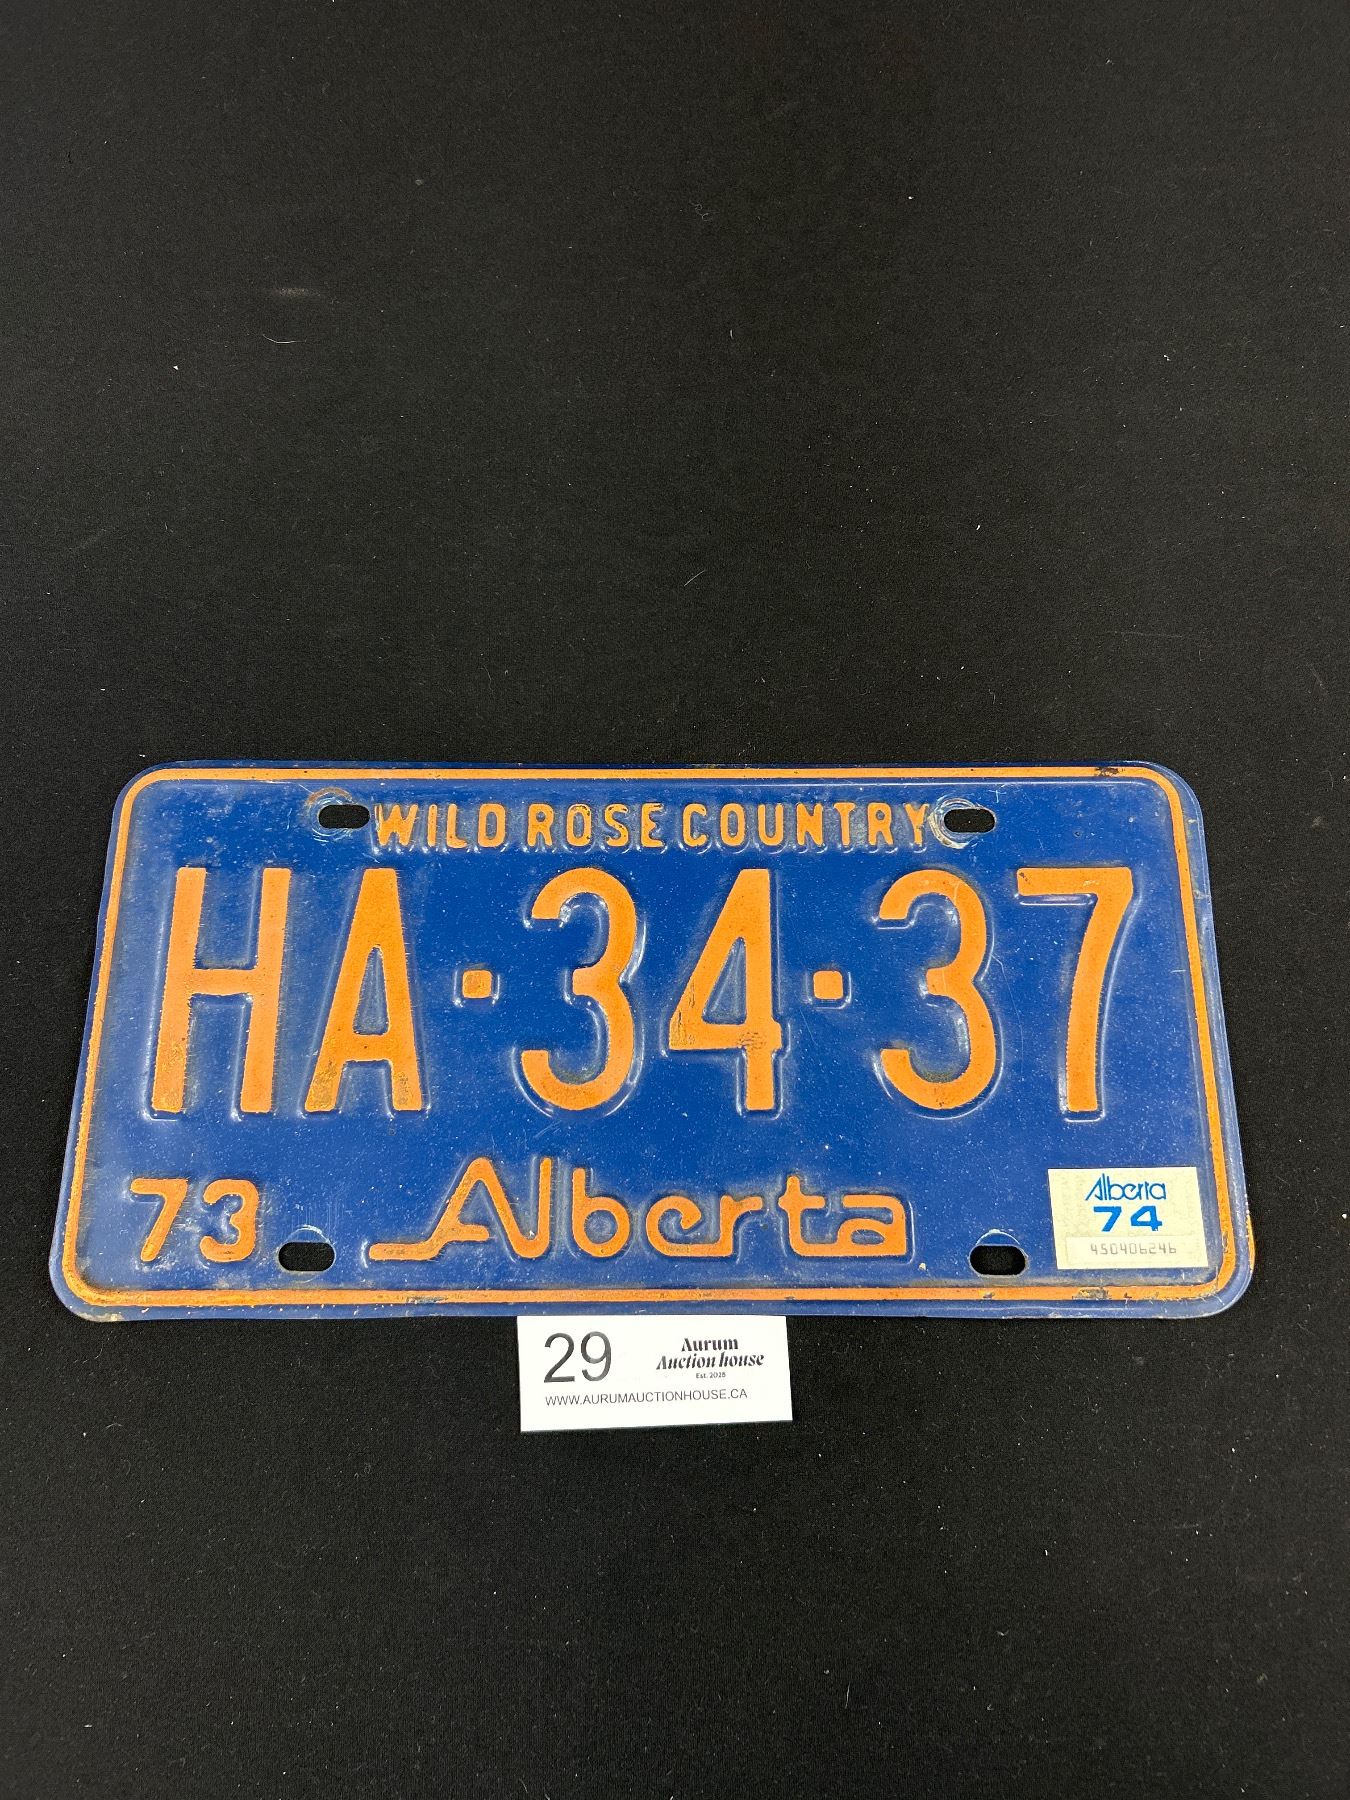 WILD ROSE COUNTRY
HA·34·37
73 Alberta
Alberta
74
450406246
29
Aurum
Auction house
Est. 2025
WWW.AURUMAUCTIONHOUSE.CA